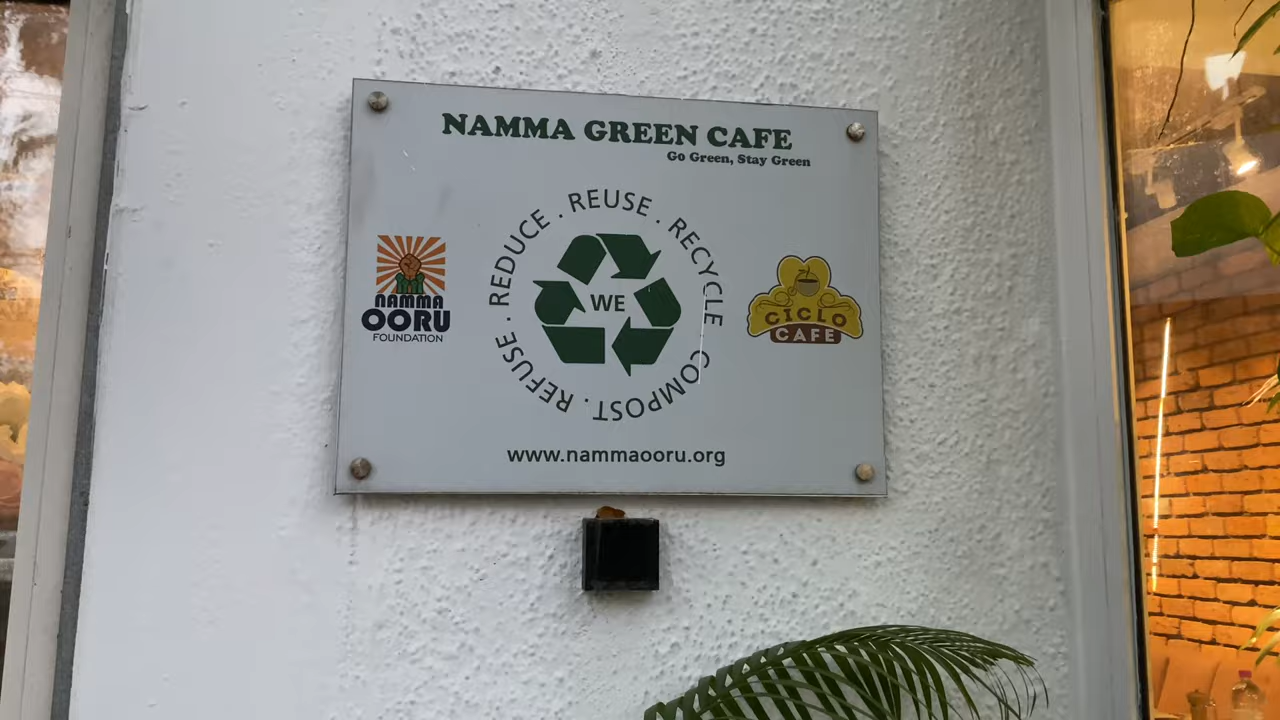 NAMMA GREEN CAFE
Go Green, Stay Green
REFUSE . REDUCE . REUSE . RECYCLE COMPOST .
WE
NAMMA
OORU
FOUNDATION
CICLO
CAFE
www.nammaooru.org